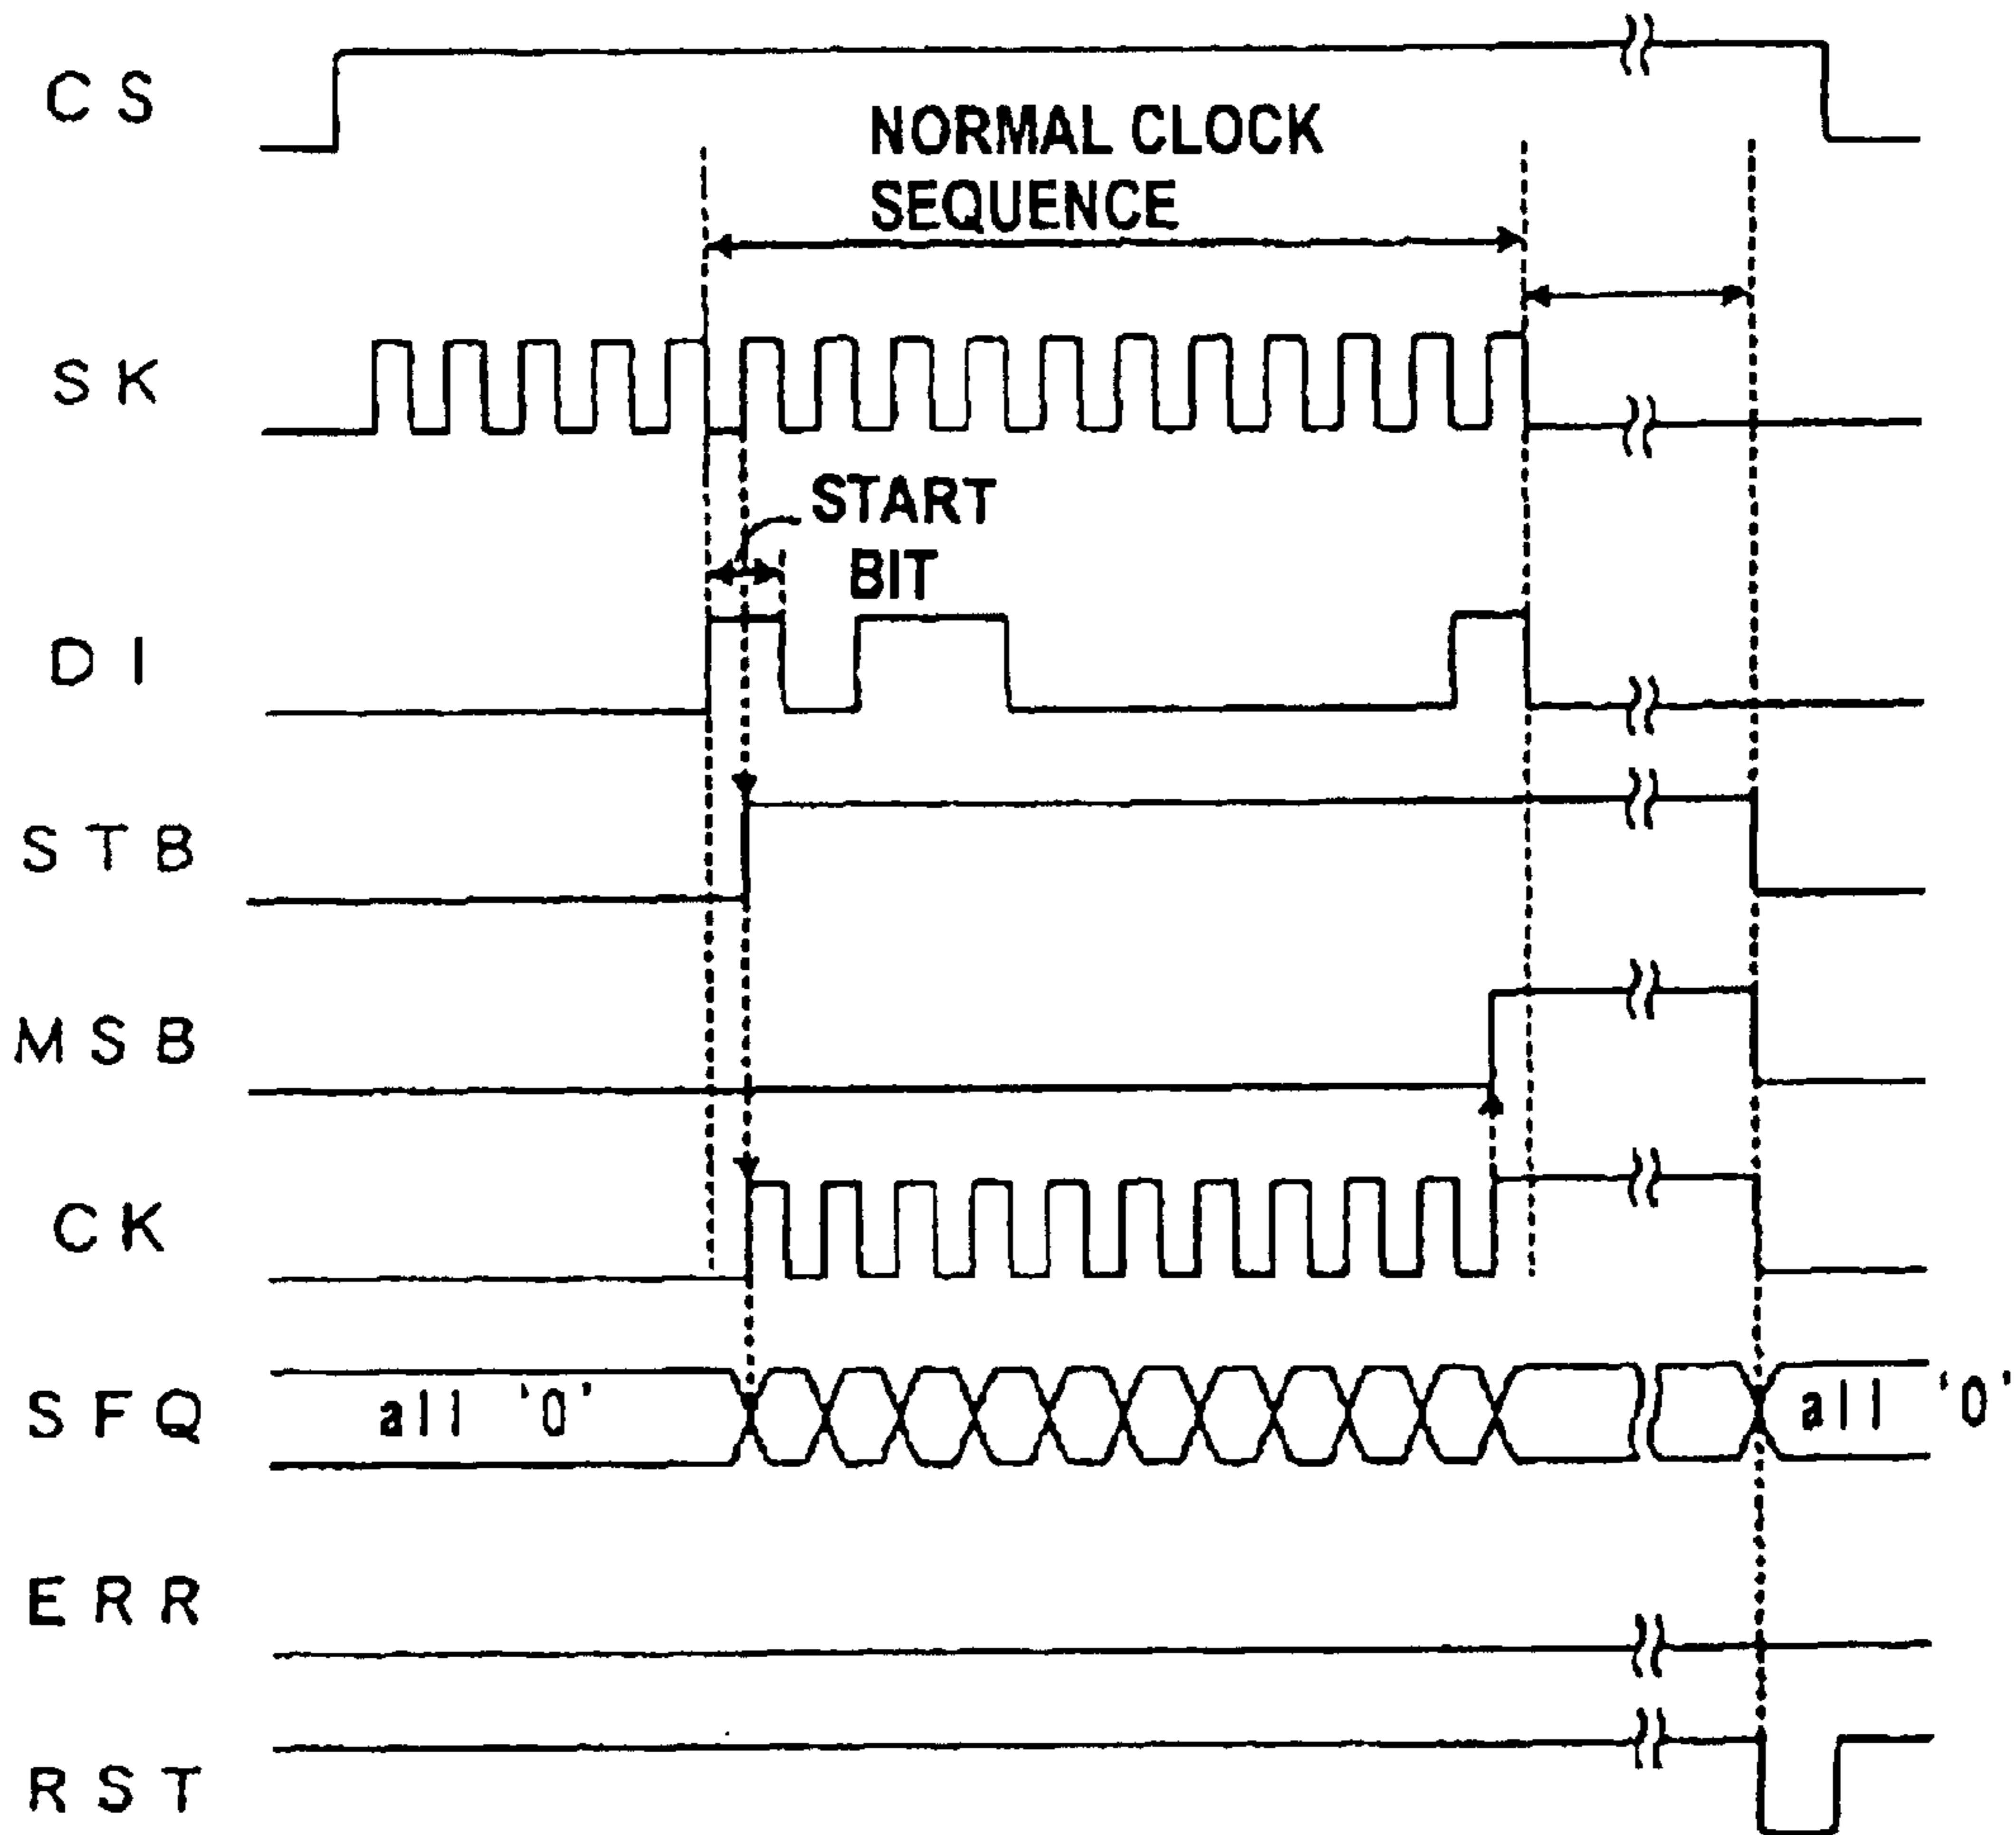 CS
NORMAL CLOCK
SEQUENCE
SK
START
BIT
DI
STB
MSB
CK
SFQ
all '0'
all '0'
ERR
RST